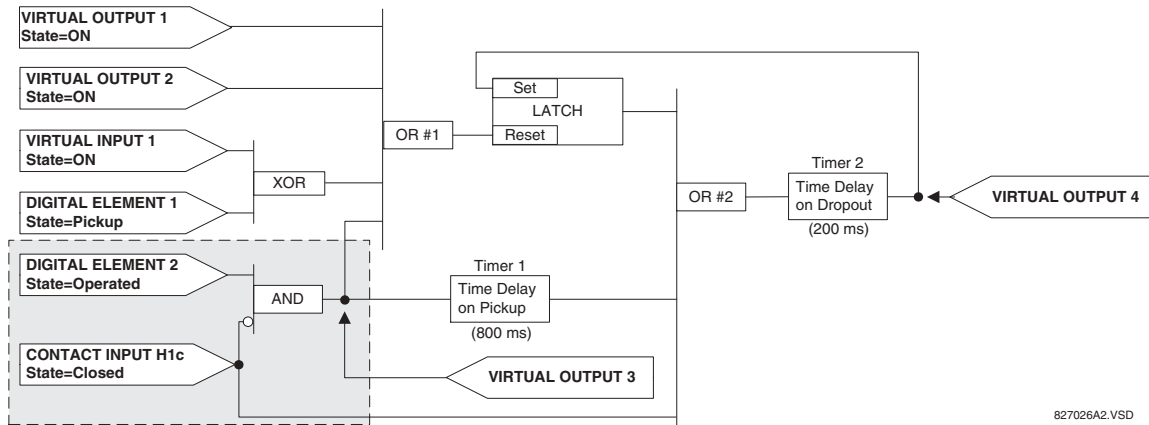 VIRTUAL OUTPUT 1
State=ON
VIRTUAL OUTPUT 2
State=ON
VIRTUAL INPUT 1
State=ON
DIGITAL ELEMENT 1
State=Pickup
DIGITAL ELEMENT 2
State=Operated
CONTACT INPUT H1c
State=Closed
XOR
AND
OR #1
Set
LATCH
Reset
Timer 1
Time Delay
on Pickup
(800 ms)
VIRTUAL OUTPUT 3
OR #2
Timer 2
Time Delay
on Dropout
(200 ms)
VIRTUAL OUTPUT 4
827026A2.VSD